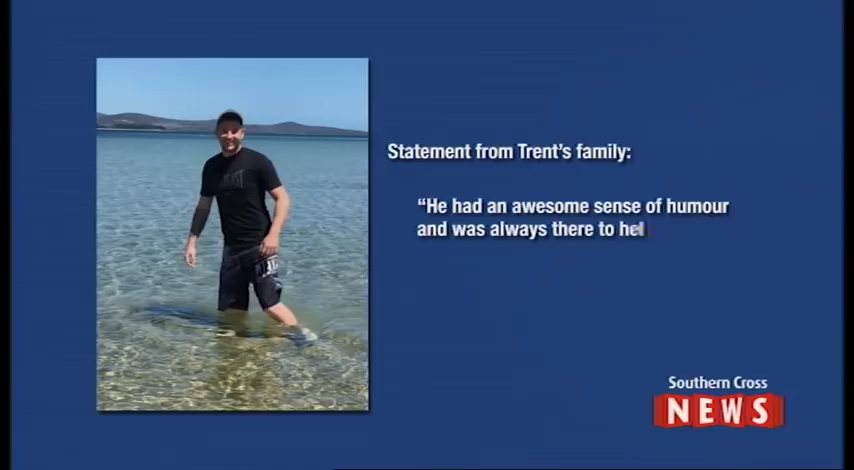 Statement from Trent's family:
“He had an awesome sense of humour
and was always there to hel
Southern Cross
NEWS